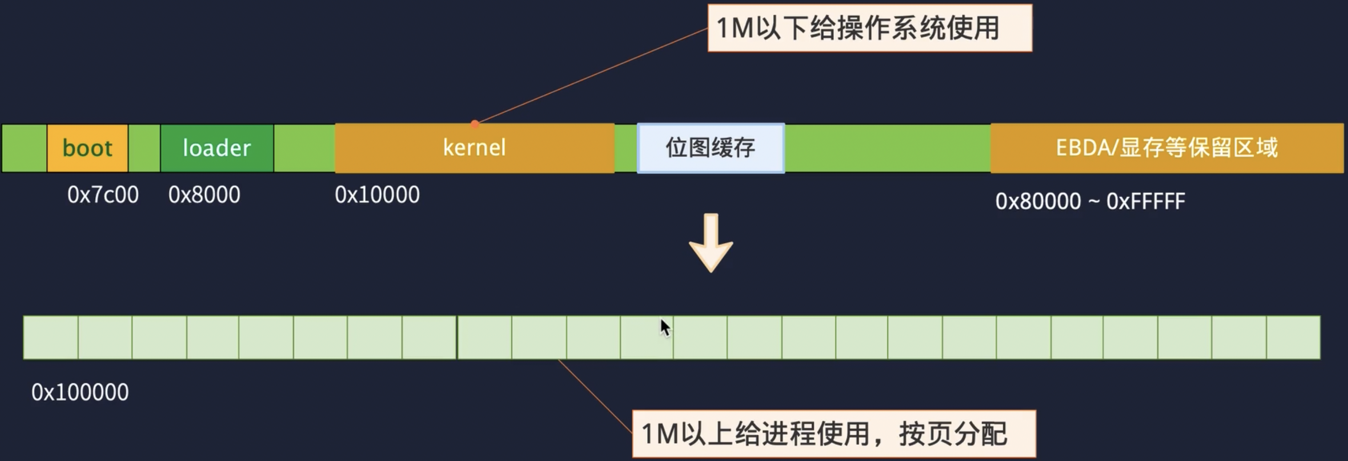 1M以下给操作系统使用
boot
loader
kernel
位图缓存
EBDA/显存等保留区域
0x7c00
0x8000
0x10000
0x80000 ~ 0xFFFFF
0x100000
1M以上给进程使用，按页分配